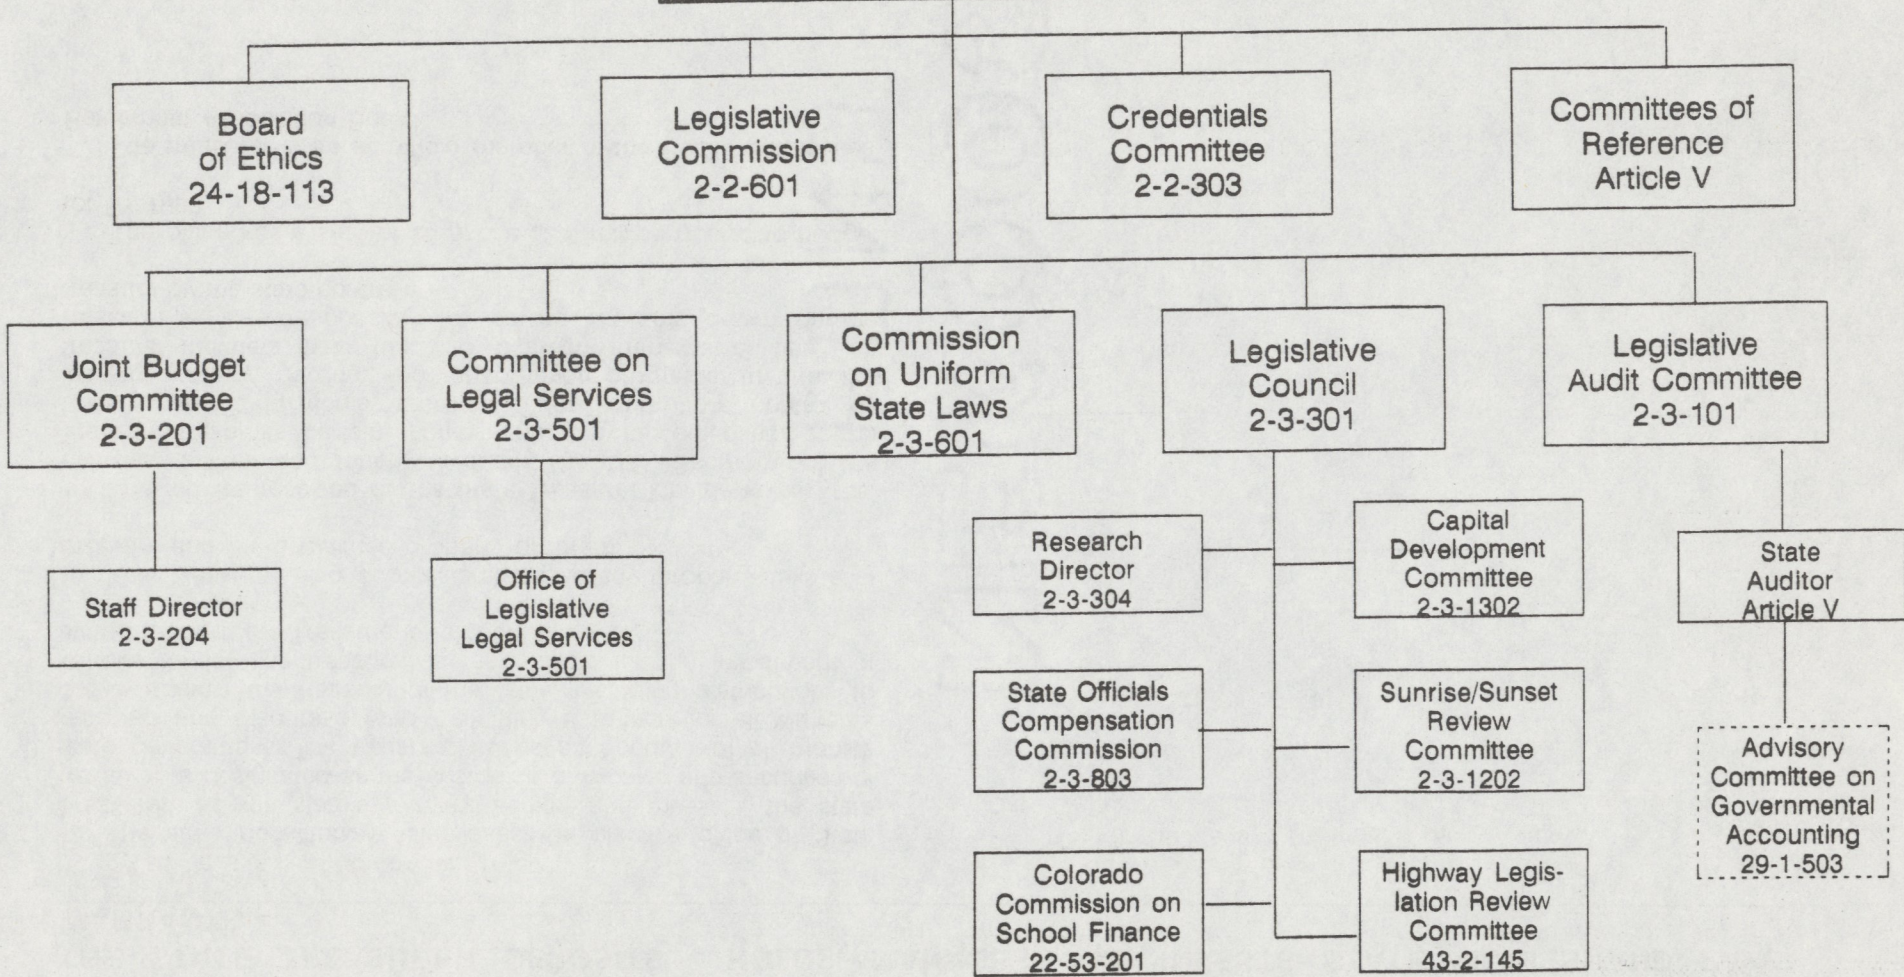 Board
of Ethics
24-18-113
Legislative
Commission
2-2-601
Credentials
Committee
2-2-303
Committees of
Reference
Article V
Joint Budget
Committee
2-3-201
Committee on
Legal Services
2-3-501
Commission
on Uniform
State Laws
2-3-601
Legislative
Council
2-3-301
Legislative
Audit Committee
2-3-101
Staff Director
2-3-204
Office of
Legislative
Legal Services
2-3-501
Research
Director
2-3-304
Capital
Development
Committee
2-3-1302
State
Auditor
Article V
State Officials
Compensation
Commission
2-3-803
Sunrise/Sunset
Review
Committee
2-3-1202
Advisory
Committee on
Governmental
Accounting
29-1-503
Colorado
Commission on
School Finance
22-53-201
Highway Legis-
lation Review
Committee
43-2-145